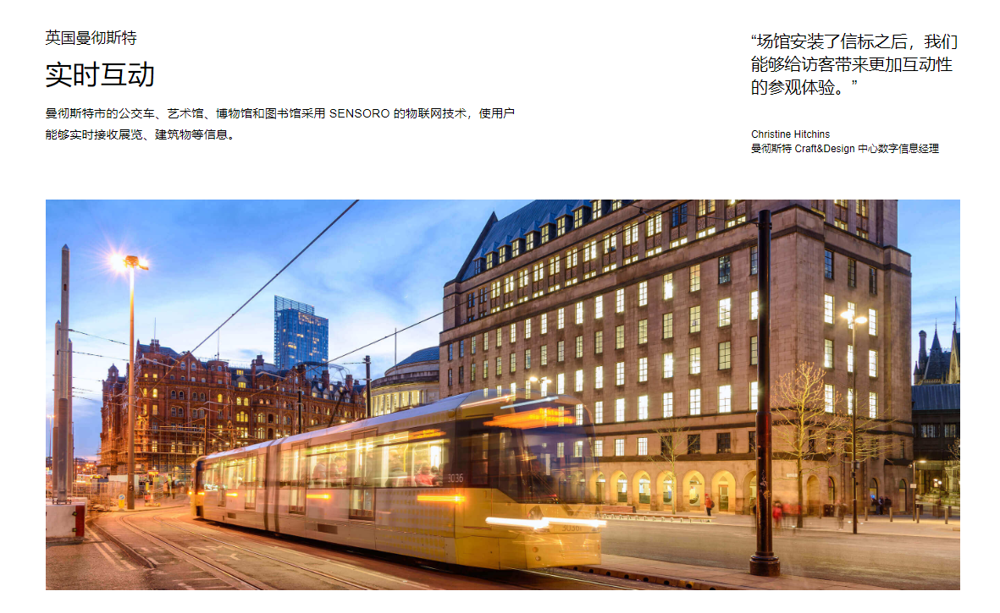 英国曼彻斯特
实时互动
曼彻斯特市的公交车、艺术馆、博物馆和图书馆采用 SENSORO 的物联网技术，使用户
能够实时接收展览、建筑物等信息。
“场馆安装了信标之后，我们
能够给访客带来更加互动性
的参观体验。”
Christine Hitchins
曼彻斯特 Craft&Design 中心数字信息经理
3036